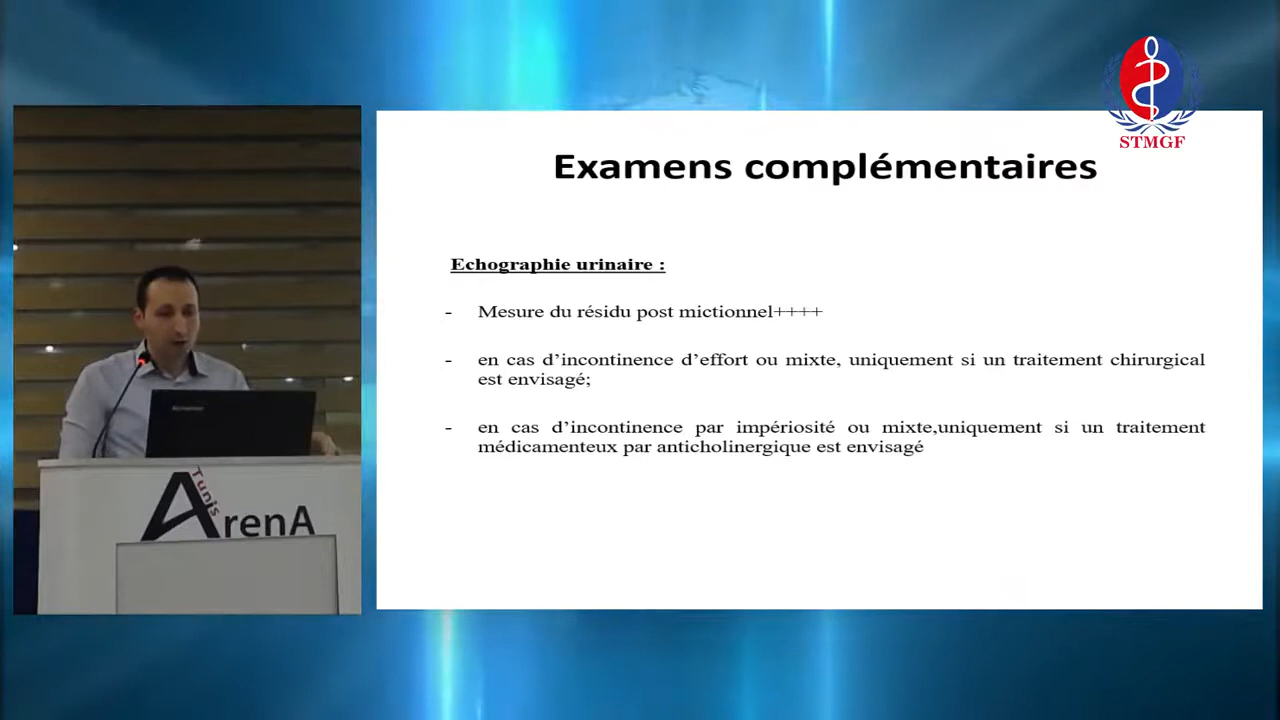 STMGF
Examens complémentaires
Echographie urinaire :
- Mesure du résidu post mictionnel++++
- en cas d’incontinence d’effort ou mixte, uniquement si un traitement chirurgical
est envisagé;
- en cas d’incontinence par impériosité ou mixte,uniquement si un traitement
médicamenteux par anticholinergique est envisagé
Tunis
ArenA